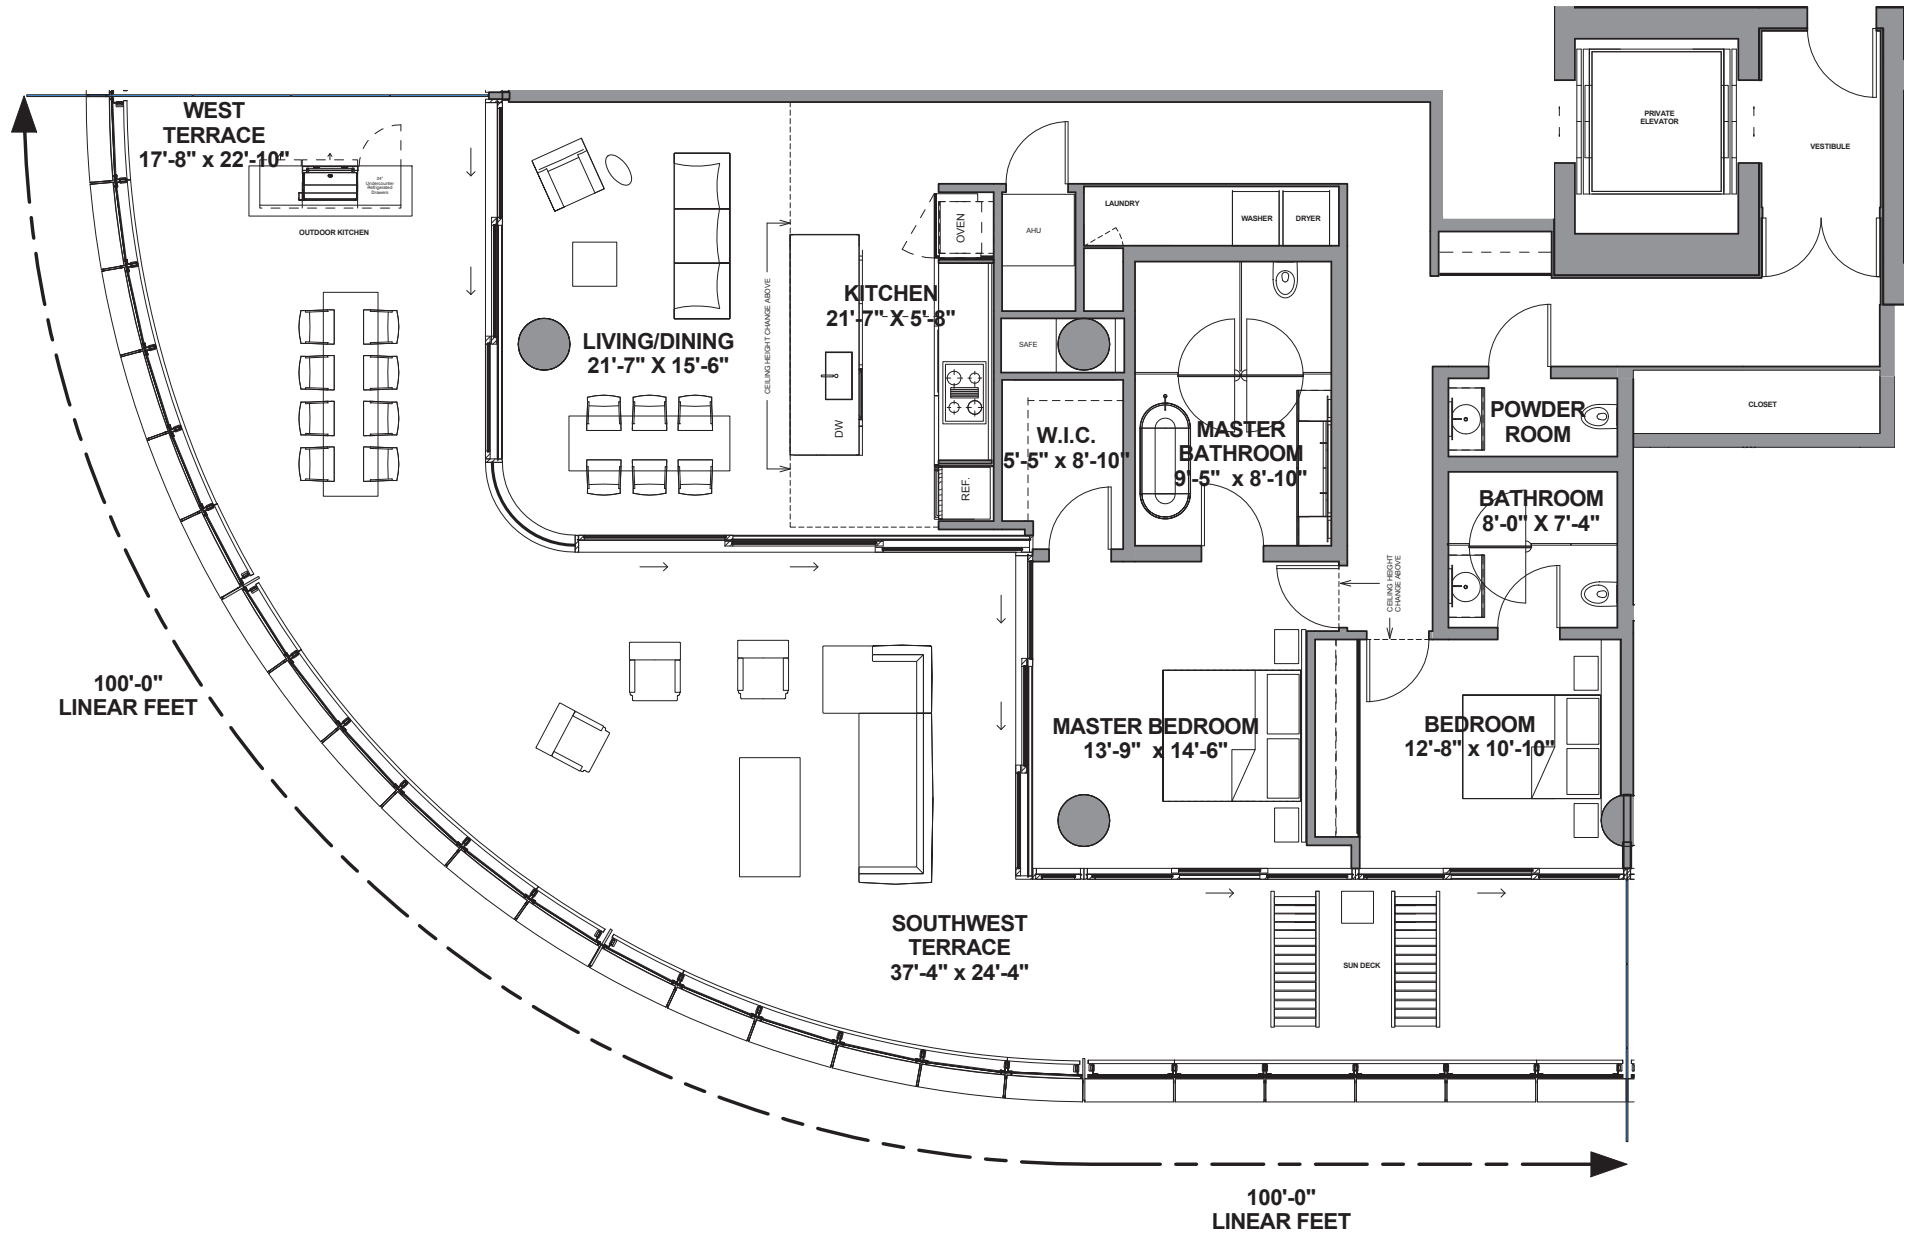 WEST
TERRACE
17'-8" x 22'-10"
24"
Undercounter
Refrigerated
Drawers
OUTDOOR KITCHEN
LIVING/DINING
21'-7" X 15'-6"
CEILING HEIGHT CHANGE ABOVE
KITCHEN
21'-7" X 5'-8"
OVEN
DW
REF.
AHU
LAUNDRY
WASHER
DRYER
SAFE
W.I.C.
5'-5" x 8'-10"
MASTER
BATHROOM
9'-5" x 8'-10"
PRIVATE
ELEVATOR
VESTIBULE
CLOSET
POWDER
ROOM
BATHROOM
8'-0" X 7'-4"
CEILING HEIGHT
CHANGE ABOVE
MASTER BEDROOM
13'-9" x 14'-6"
BEDROOM
12'-8" x 10'-10"
100'-0"
LINEAR FEET
SOUTHWEST
TERRACE
37'-4" x 24'-4"
SUN DECK
100'-0"
LINEAR FEET